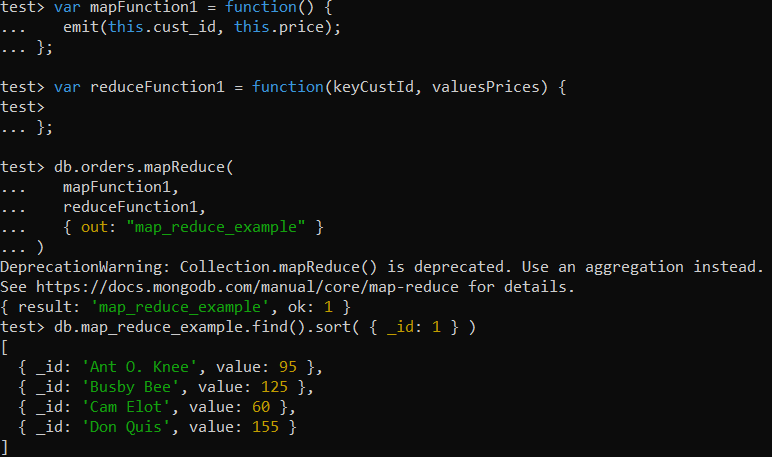 test> var mapFunction1 = function() {
...    emit(this.cust_id, this.price);
... };
test> var reduceFunction1 = function(keyCustId, valuesPrices) {
test>
... };
test> db.orders.mapReduce(
...    mapFunction1,
...    reduceFunction1,
...    { out: "map_reduce_example" }
... )
DeprecationWarning: Collection.mapReduce() is deprecated. Use an aggregation instead.
See https://docs.mongodb.com/manual/core/map-reduce for details.
{ result: 'map_reduce_example', ok: 1 }
test> db.map_reduce_example.find().sort( { _id: 1 } )
[
  { _id: 'Ant O. Knee', value: 95 },
  { _id: 'Busby Bee', value: 125 },
  { _id: 'Cam Elot', value: 60 },
  { _id: 'Don Quis', value: 155 }
]